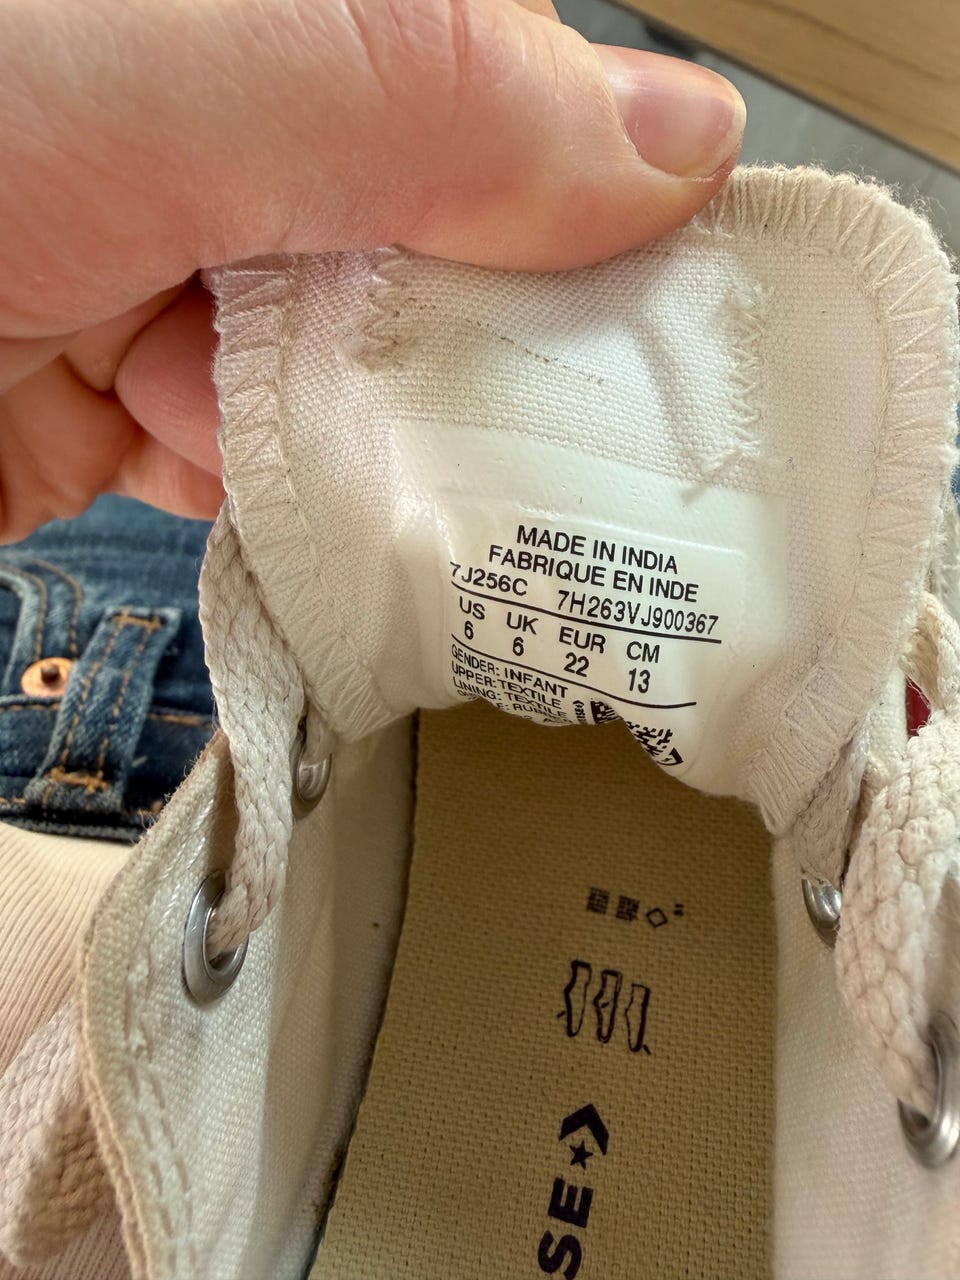 MADE IN INDIA
FABRIQUE EN INDE
7J256C 7H263VJ900367
US UK EUR CM
6 6 22 13
GENDER: INFANT
UPPER: TEXTILE
LINING: TEXTILE
SE